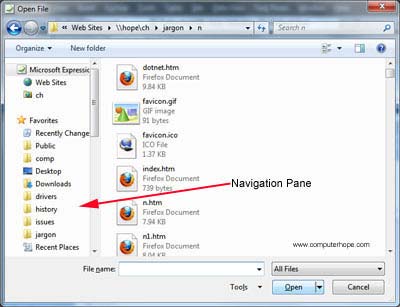 Open File
« Web Sites ▸ \\hope\ch ▸ jargon ▸ n
Search n
Organize
New folder
Microsoft Expressio
Web Sites
ch
Favorites
Recently Change
Public
comp
Desktop
Downloads
drivers
history
issues
jargon
Recent Places
dotnet.htm
Firefox Document
9.84 KB
favicon.gif
GIF image
91 bytes
favicon.ico
ICO File
1.37 KB
index.htm
Firefox Document
739 bytes
n.htm
Firefox Document
7.94 KB
n1.htm
Firefox Document
8.04 KB
Navigation Pane
www.computerhope.com
File name:
All Files
Tools
Open
Cancel